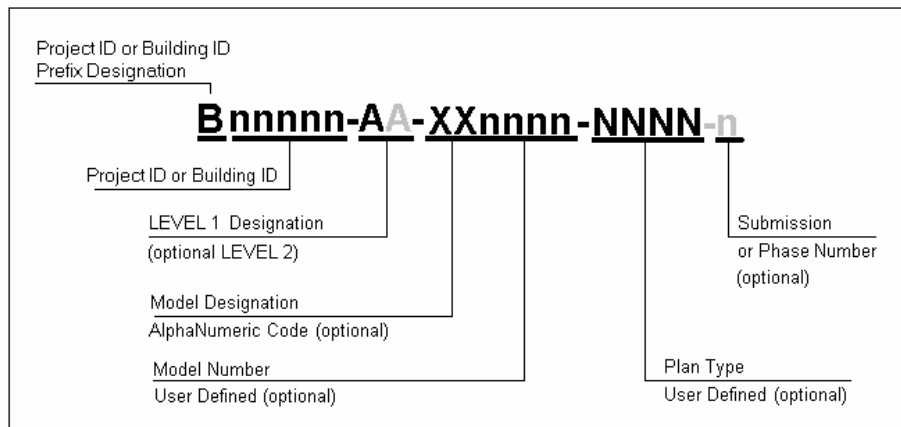 Project ID or Building ID
Prefix Designation
Bnnnnn-AA-XXnnnn-NNNN-n
Project ID or Building ID
LEVEL 1 Designation
(optional LEVEL 2)
Submission
or Phase Number
(optional)
Model Designation
AlphaNumeric Code (optional)
Model Number
User Defined (optional)
Plan Type
User Defined (optional)